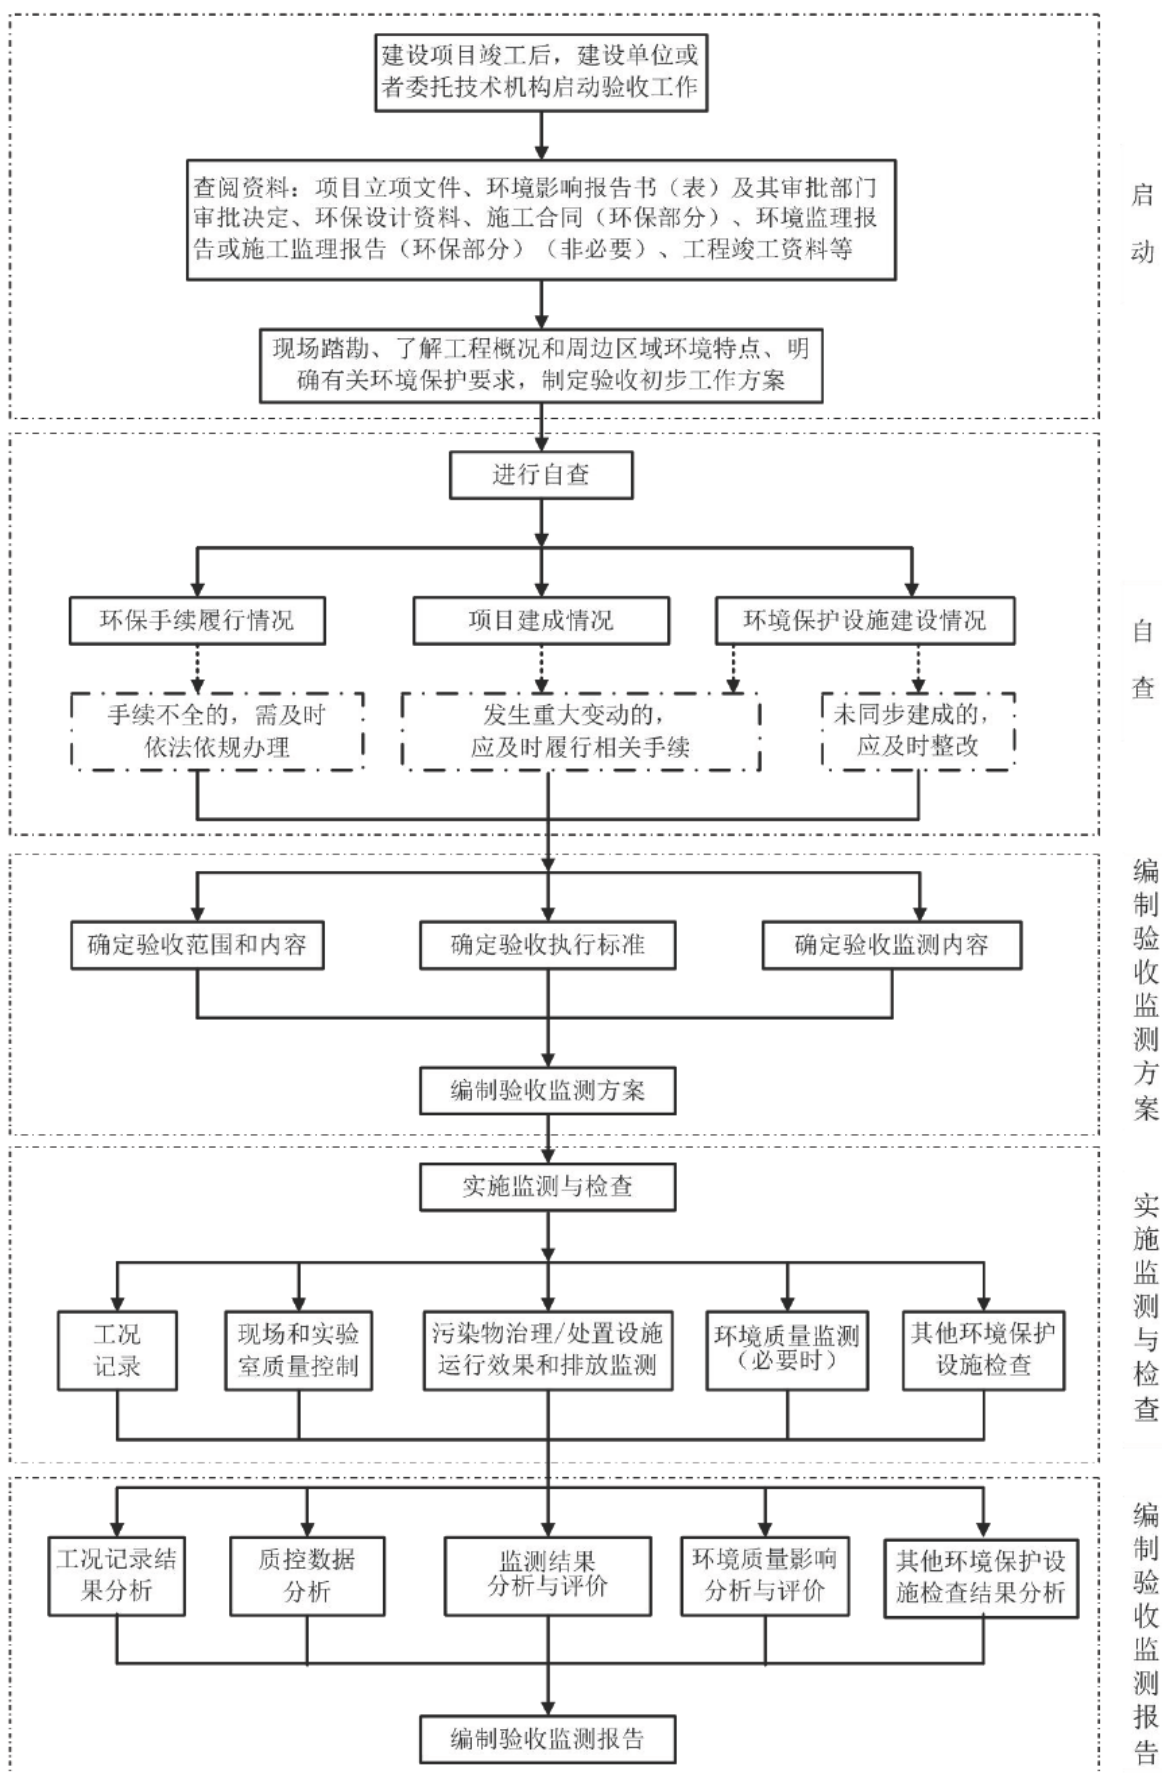 建设项目竣工后，建设单位或
者委托技术机构启动验收工作
查阅资料：项目立项文件、环境影响报告书（表）及其审批部门
审批决定、环保设计资料、施工合同（环保部分）、环境监理报
告或施工监理报告（环保部分）（非必要）、工程竣工资料等
现场踏勘、了解工程概况和周边区域环境特点、明
确有关环境保护要求，制定验收初步工作方案
启
动
进行自查
环保手续履行情况
项目建成情况
环境保护设施建设情况
手续不全的，需及时
依法依规办理
发生重大变动的，
应及时履行相关手续
未同步建成的，
应及时整改
自
查
确定验收范围和内容
确定验收执行标准
确定验收监测内容
编制验收监测方案
编
制
验
收
监
测
方
案
实施监测与检查
工况
记录
现场和实验
室质量控制
污染物治理/处置设施
运行效果和排放监测
环境质量监测
（必要时）
其他环境保护
设施检查
实
施
监
测
与
检
查
工况记录结
果分析
质控数据
分析
监测结果
分析与评价
环境质量影响
分析与评价
其他环境保护设
施检查结果分析
编制验收监测报告
编
制
验
收
监
测
报
告